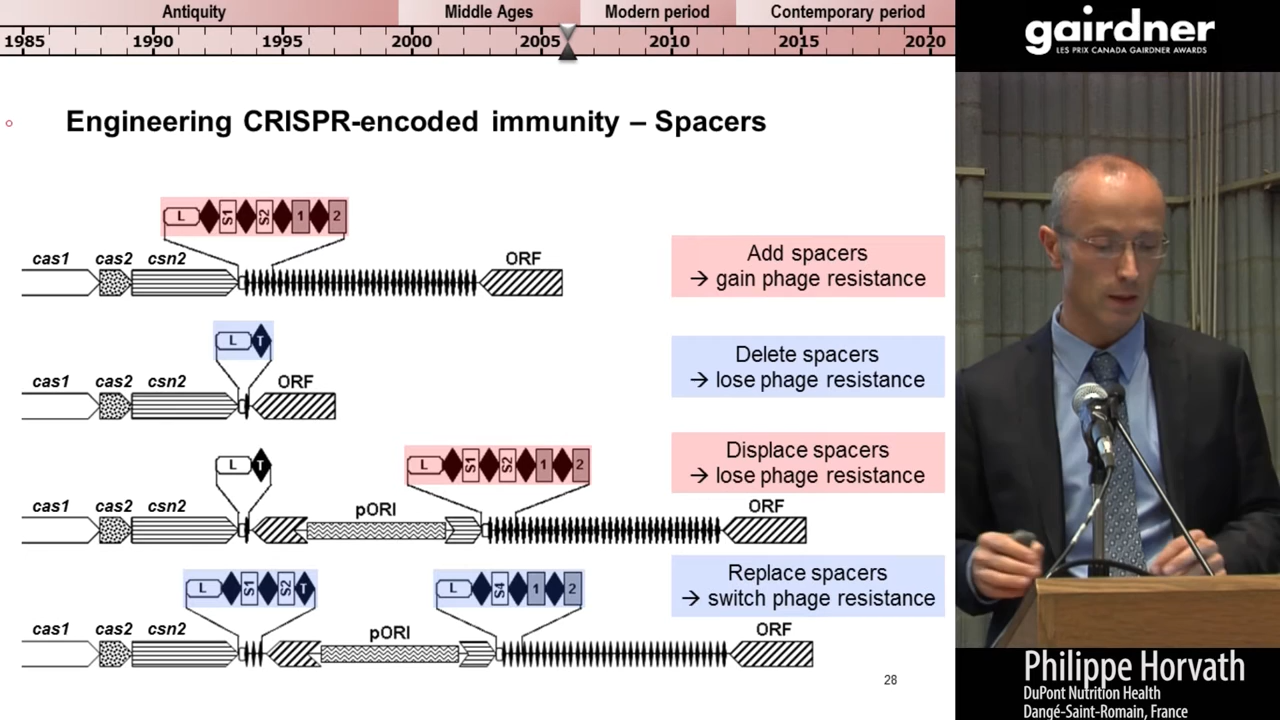 Antiquity Middle Ages Modern period Contemporary period
1985 1990 1995 2000 2005 2010 2015 2020
Engineering CRISPR-encoded immunity – Spacers
L S1 S2 1 2
cas1 cas2 csn2 ORF
Add spacers
→ gain phage resistance
L T
cas1 cas2 csn2 ORF
Delete spacers
→ lose phage resistance
L T L S1 S2 1 2
cas1 cas2 csn2 pORI ORF
Displace spacers
→ lose phage resistance
L S1 S2 T L S4 1 2
cas1 cas2 csn2 pORI ORF
Replace spacers
→ switch phage resistance
28
gairdner
LES PRIX CANADA GAIRDNER AWARDS
Philippe Horvath
DuPont Nutrition Health
Dangé-Saint-Romain, France